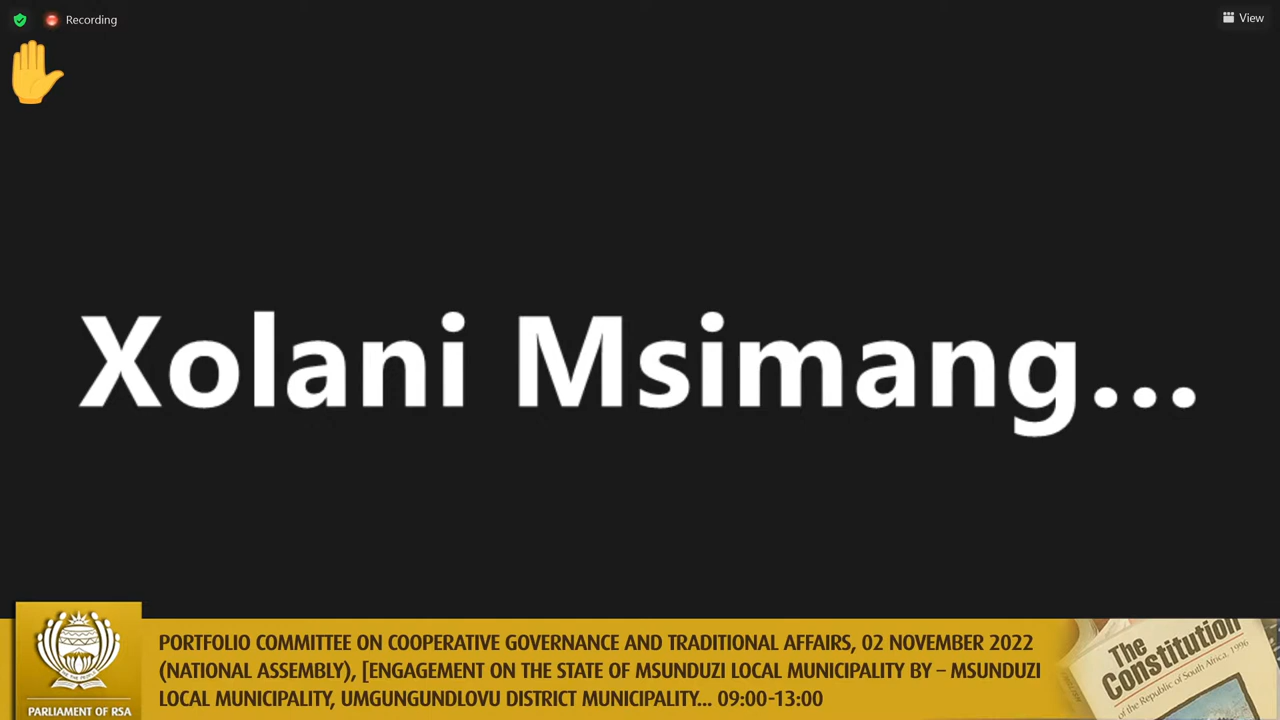 Recording
View
Xolani Msimang...
PORTFOLIO COMMITTEE ON COOPERATIVE GOVERNANCE AND TRADITIONAL AFFAIRS, 02 NOVEMBER 2022
(NATIONAL ASSEMBLY), [ENGAGEMENT ON THE STATE OF MSUNDUZI LOCAL MUNICIPALITY BY – MSUNDUZI
LOCAL MUNICIPALITY, UMGUNGUNDLOVU DISTRICT MUNICIPALITY... 09:00-13:00
PARLIAMENT OF RSA
The
Constitution
of the Republic of South Africa, 1996